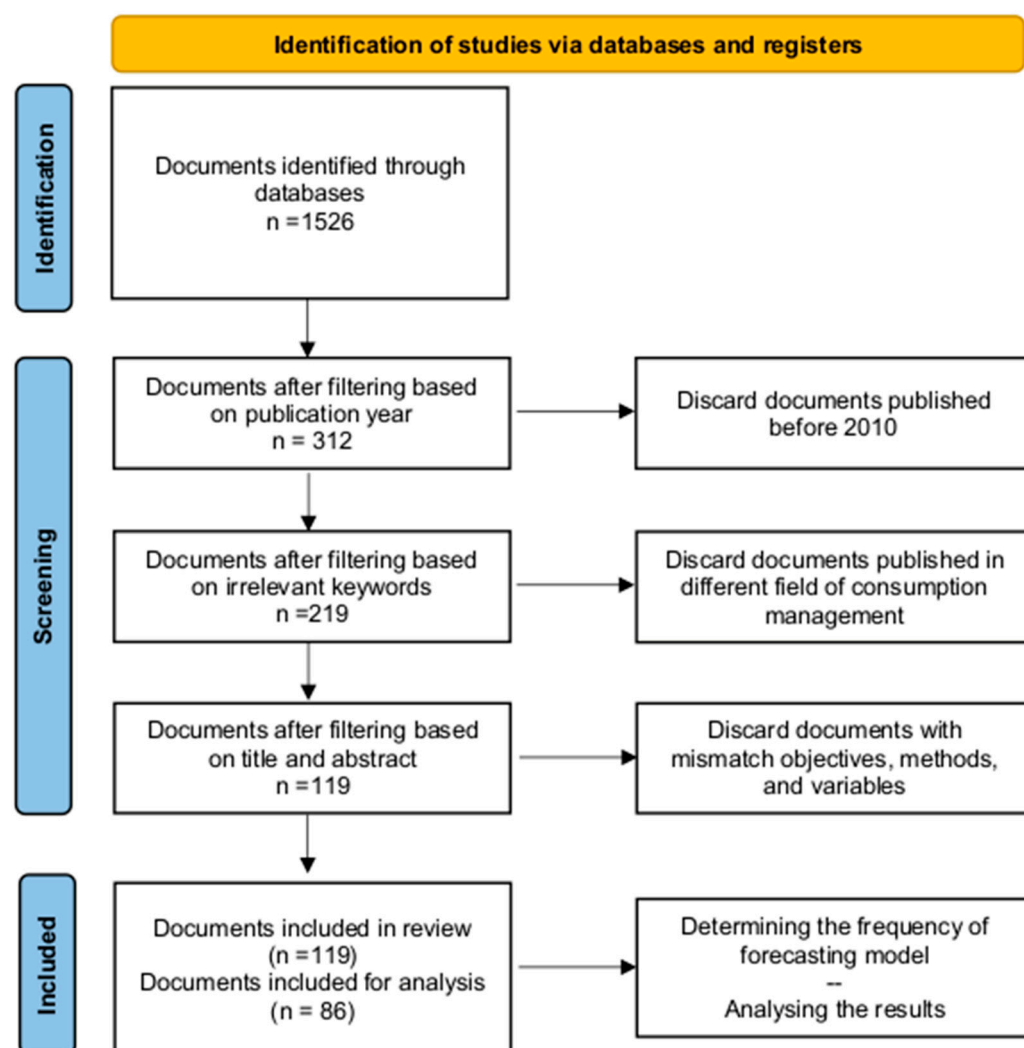 Identification of studies via databases and registers
Identification
Documents identified through
databases
n =1526
Screening
Documents after filtering based
on publication year
n = 312
Discard documents published
before 2010
Documents after filtering based
on irrelevant keywords
n =219
Discard documents published in
different field of consumption
management
Documents after filtering based
on title and abstract
n =119
Discard documents with
mismatch objectives, methods,
and variables
Included
Documents included in review
(n =119)
Documents included for analysis
(n = 86)
Determining the frequency of
forecasting model
--
Analysing the results